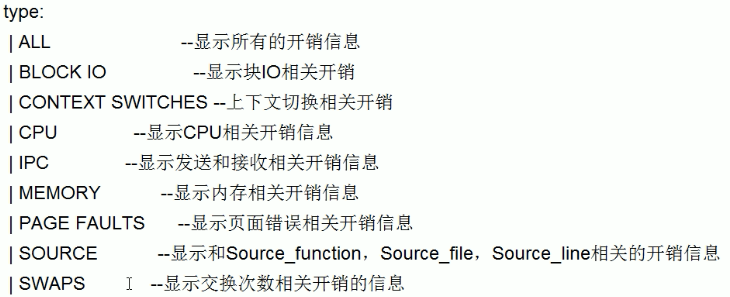 type:
| ALL --显示所有的开销信息
| BLOCK IO --显示块IO相关开销
| CONTEXT SWITCHES --上下文切换相关开销
| CPU --显示CPU相关开销信息
| IPC --显示发送和接收相关开销信息
| MEMORY --显示内存相关开销信息
| PAGE FAULTS --显示页面错误相关开销信息
| SOURCE --显示和Source_function，Source_file，Source_line相关的开销信息
| SWAPS --显示交换次数相关开销的信息